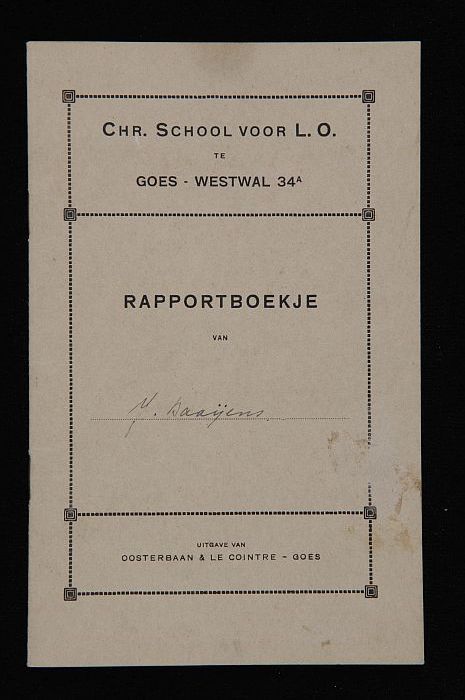 CHR. SCHOOL VOOR L. O.
TE
GOES - WESTWAL 34A
RAPPORTBOEKJE
VAN
Daaijens
UITGAVE VAN
OOSTERBAAN & LE COINTRE - GOES